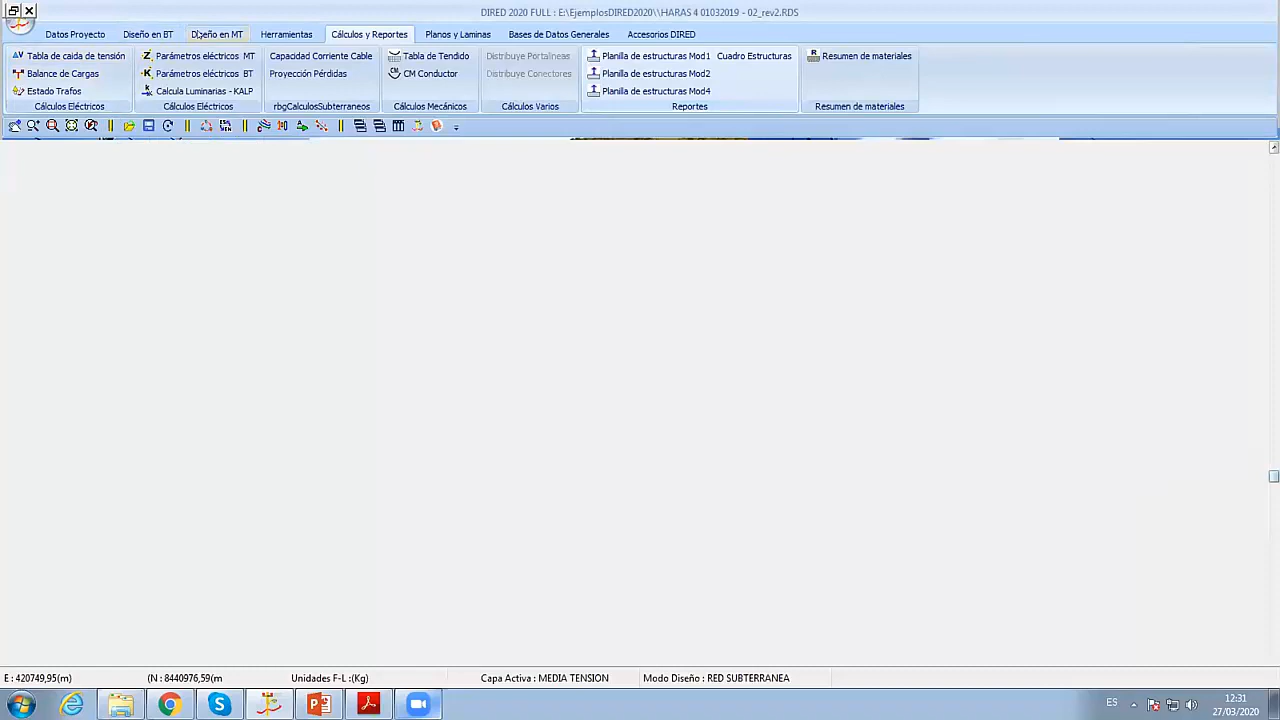 DIRED 2020 FULL : E:\EjemplosDIRED2020\\HARAS 4 01032019 - 02_rev2.RDS
Datos Proyecto Diseño en BT Diseño en MT Herramientas Cálculos y Reportes Planos y Laminas Bases de Datos Generales Accesorios DIRED
Tabla de caida de tensión Parámetros eléctricos MT Capacidad Corriente Cable Tabla de Tendido Distribuye Portalineas Planilla de estructuras Mod1 Cuadro Estructuras Resumen de materiales
Balance de Cargas Parámetros eléctricos BT Proyección Pérdidas CM Conductor Distribuye Conectores Planilla de estructuras Mod2
Estado Trafos Calcula Luminarias - KALP Planilla de estructuras Mod4
Cálculos Eléctricos Cálculos Eléctricos rbgCalculosSubterraneos Cálculos Mecánicos Cálculos Varios Reportes Resumen de materiales
E : 420749,95(m) (N : 8440976,59(m Unidades F-L :(Kg) Capa Activa : MEDIA TENSION Modo Diseño : RED SUBTERRANEA
ES 12:31
27/03/2020